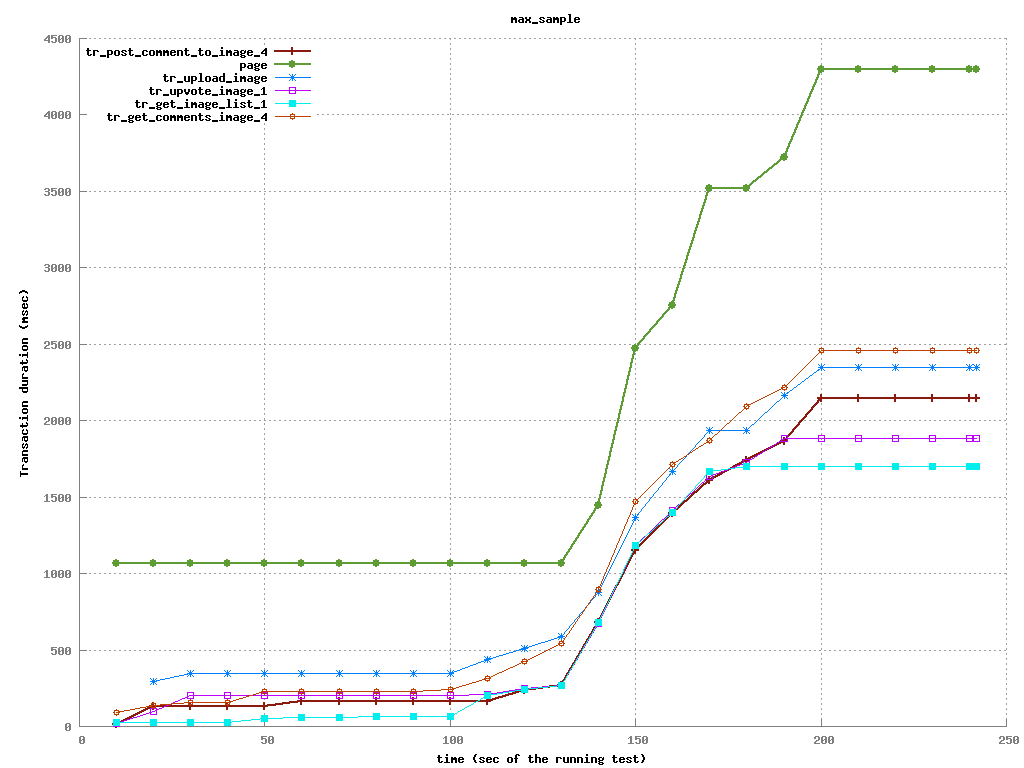 max_sample
4500
4000
3500
3000
2500
2000
1500
1000
500
0
tr_post_comment_to_image_4
page
tr_upload_image
tr_upvote_image_1
tr_get_image_list_1
tr_get_comments_image_4
Transaction duration (msec)
0 50 100 150 200 250
time (sec of the running test)